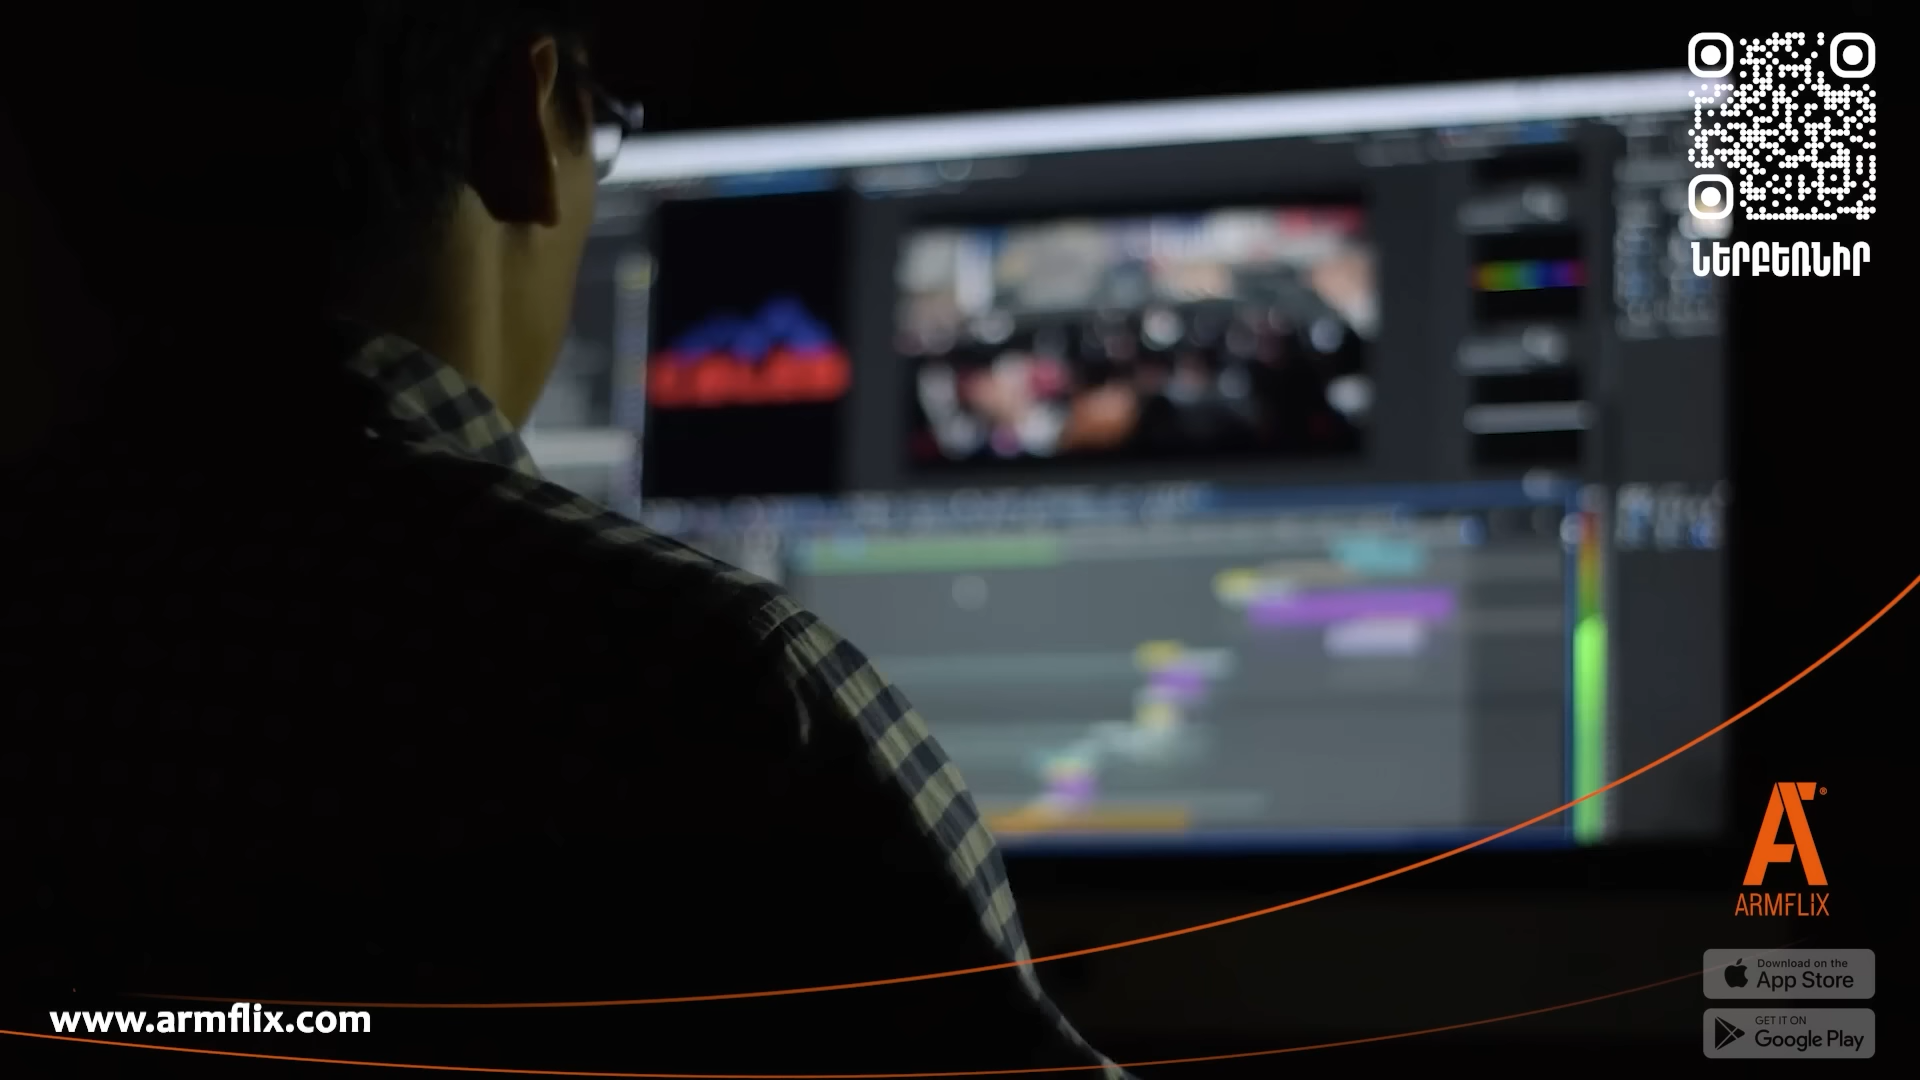 ՆԵՐԲԵՌՆԻՐ
ARMFLIX
Download on the
App Store
GET IT ON
Google Play
www.armflix.com